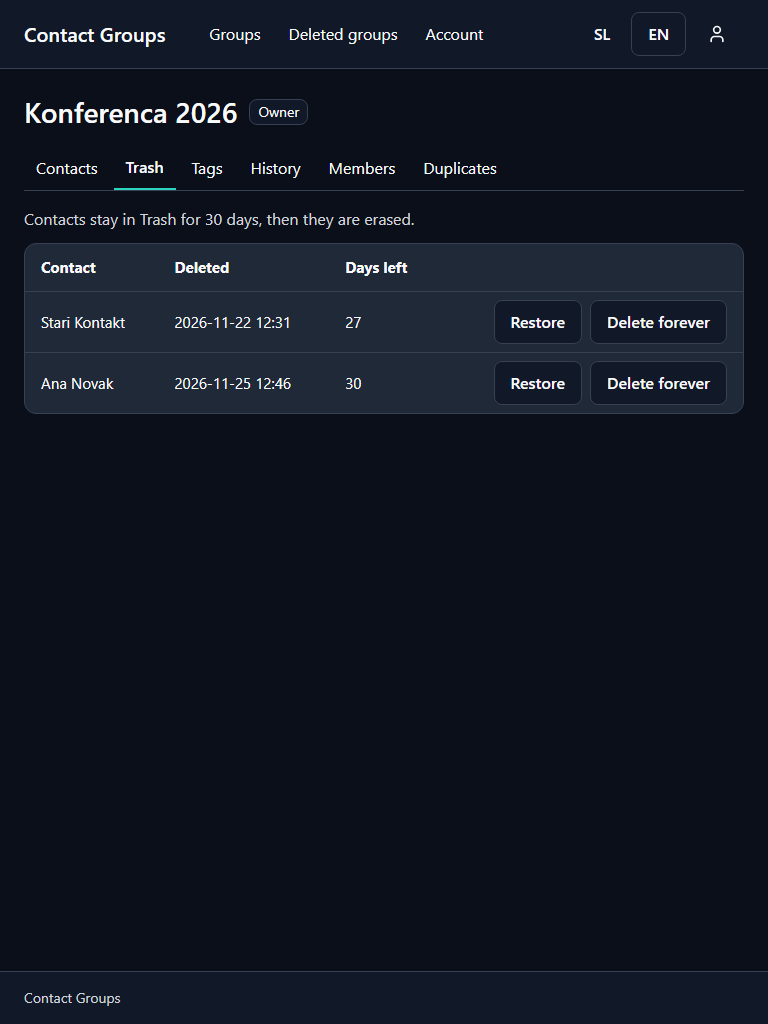 Contact Groups Groups Deleted groups Account SL EN
Konferenca 2026 Owner
Contacts Trash Tags History Members Duplicates
Contacts stay in Trash for 30 days, then they are erased.
Contact Deleted Days left
Stari Kontakt 2026-11-22 12:31 27 Restore Delete forever
Ana Novak 2026-11-25 12:46 30 Restore Delete forever
Contact Groups